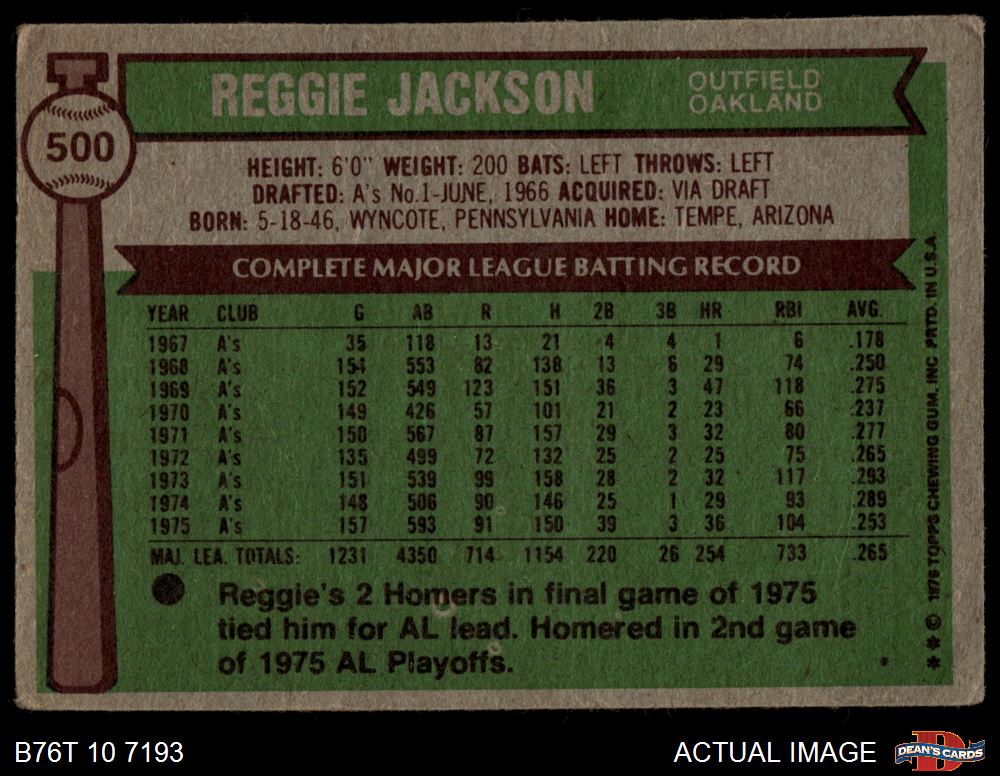 500
REGGIE JACKSON
OUTFIELD
OAKLAND
HEIGHT: 6'0" WEIGHT: 200 BATS: LEFT THROWS: LEFT
DRAFTED: A's No.1-JUNE, 1966 ACQUIRED: VIA DRAFT
BORN: 5-18-46, WYNCOTE, PENNSYLVANIA HOME: TEMPE, ARIZONA
COMPLETE MAJOR LEAGUE BATTING RECORD
YEAR CLUB G AB R H 2B 3B HR RBI AVG.
1967 A's 35 118 13 21 4 4 1 6 .178
1968 A's 154 553 82 138 13 6 29 74 .250
1969 A's 152 549 123 151 36 3 47 118 .275
1970 A's 149 426 57 101 21 2 23 66 .237
1971 A's 150 567 87 157 29 3 32 80 .277
1972 A's 135 499 72 132 25 2 25 75 .265
1973 A's 151 539 99 158 28 2 32 117 .293
1974 A's 148 506 90 146 25 1 29 93 .289
1975 A's 157 593 91 150 39 3 36 104 .253
MAJ. LEA. TOTALS: 1231 4350 714 1154 220 26 254 733 .265
Reggie's 2 Homers in final game of 1975
tied him for AL lead. Homered in 2nd game
of 1975 AL Playoffs.
** © 1976 TOPPS CHEWING GUM, INC. PRTD. IN U.S.A.
B76T 10 7193
ACTUAL IMAGE
DEAN'S CARDS